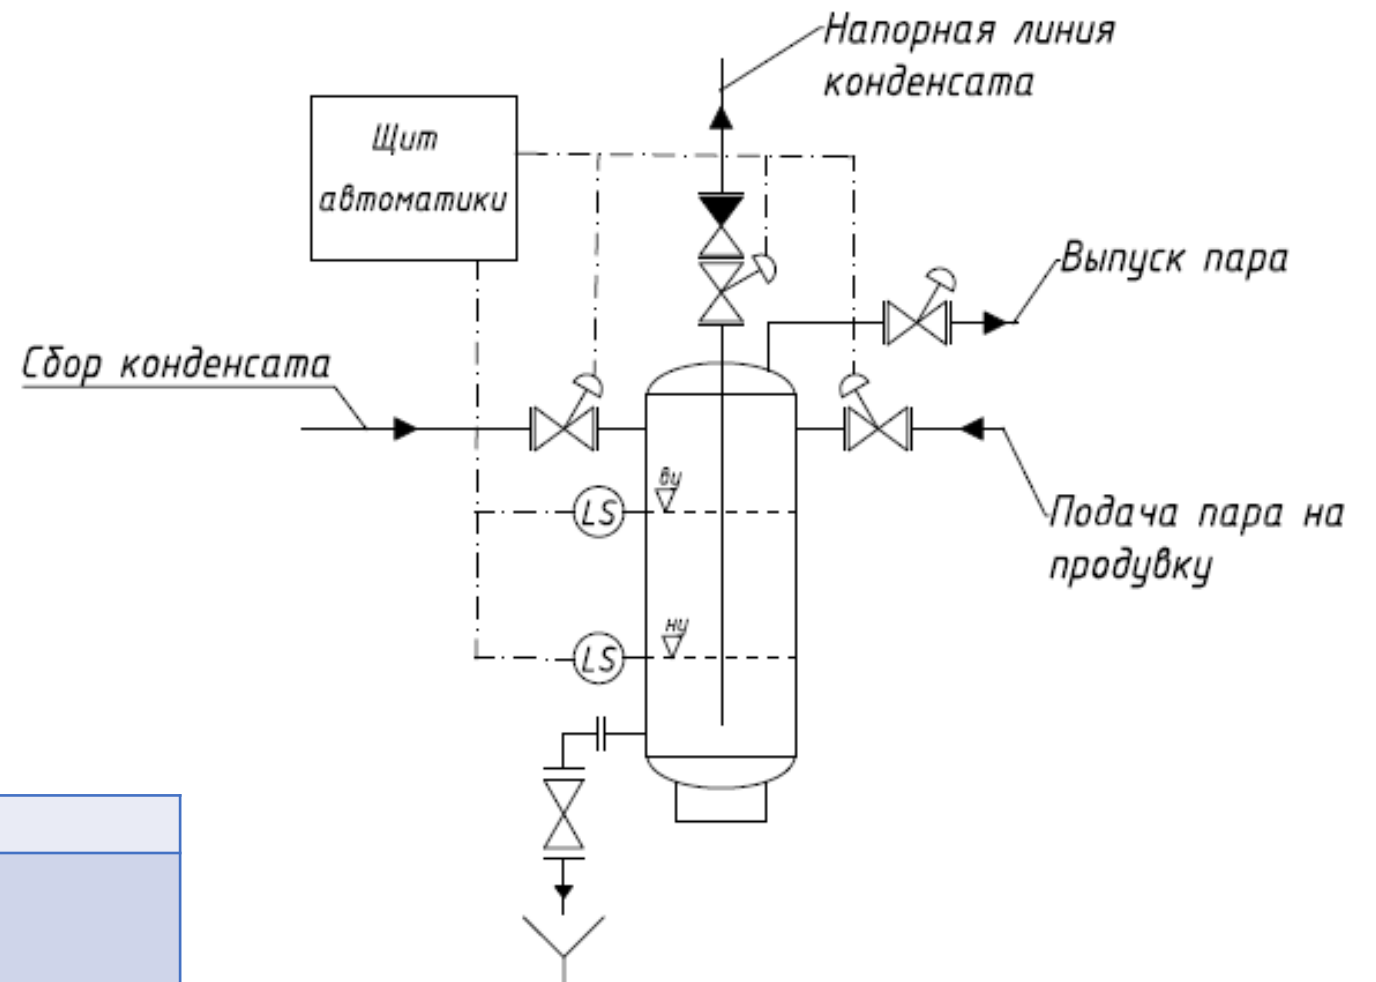 Напорная линия
конденсата
Щит
автоматики
Выпуск пара
Сбор конденсата
ву
LS
Подача пара на
продувку
ну
LS